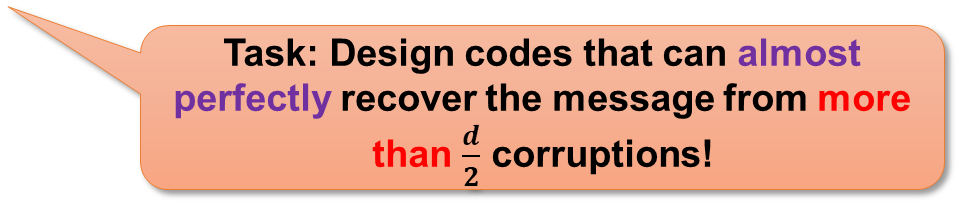 Task: Design codes that can almost
perfectly recover the message from more
than d/2 corruptions!